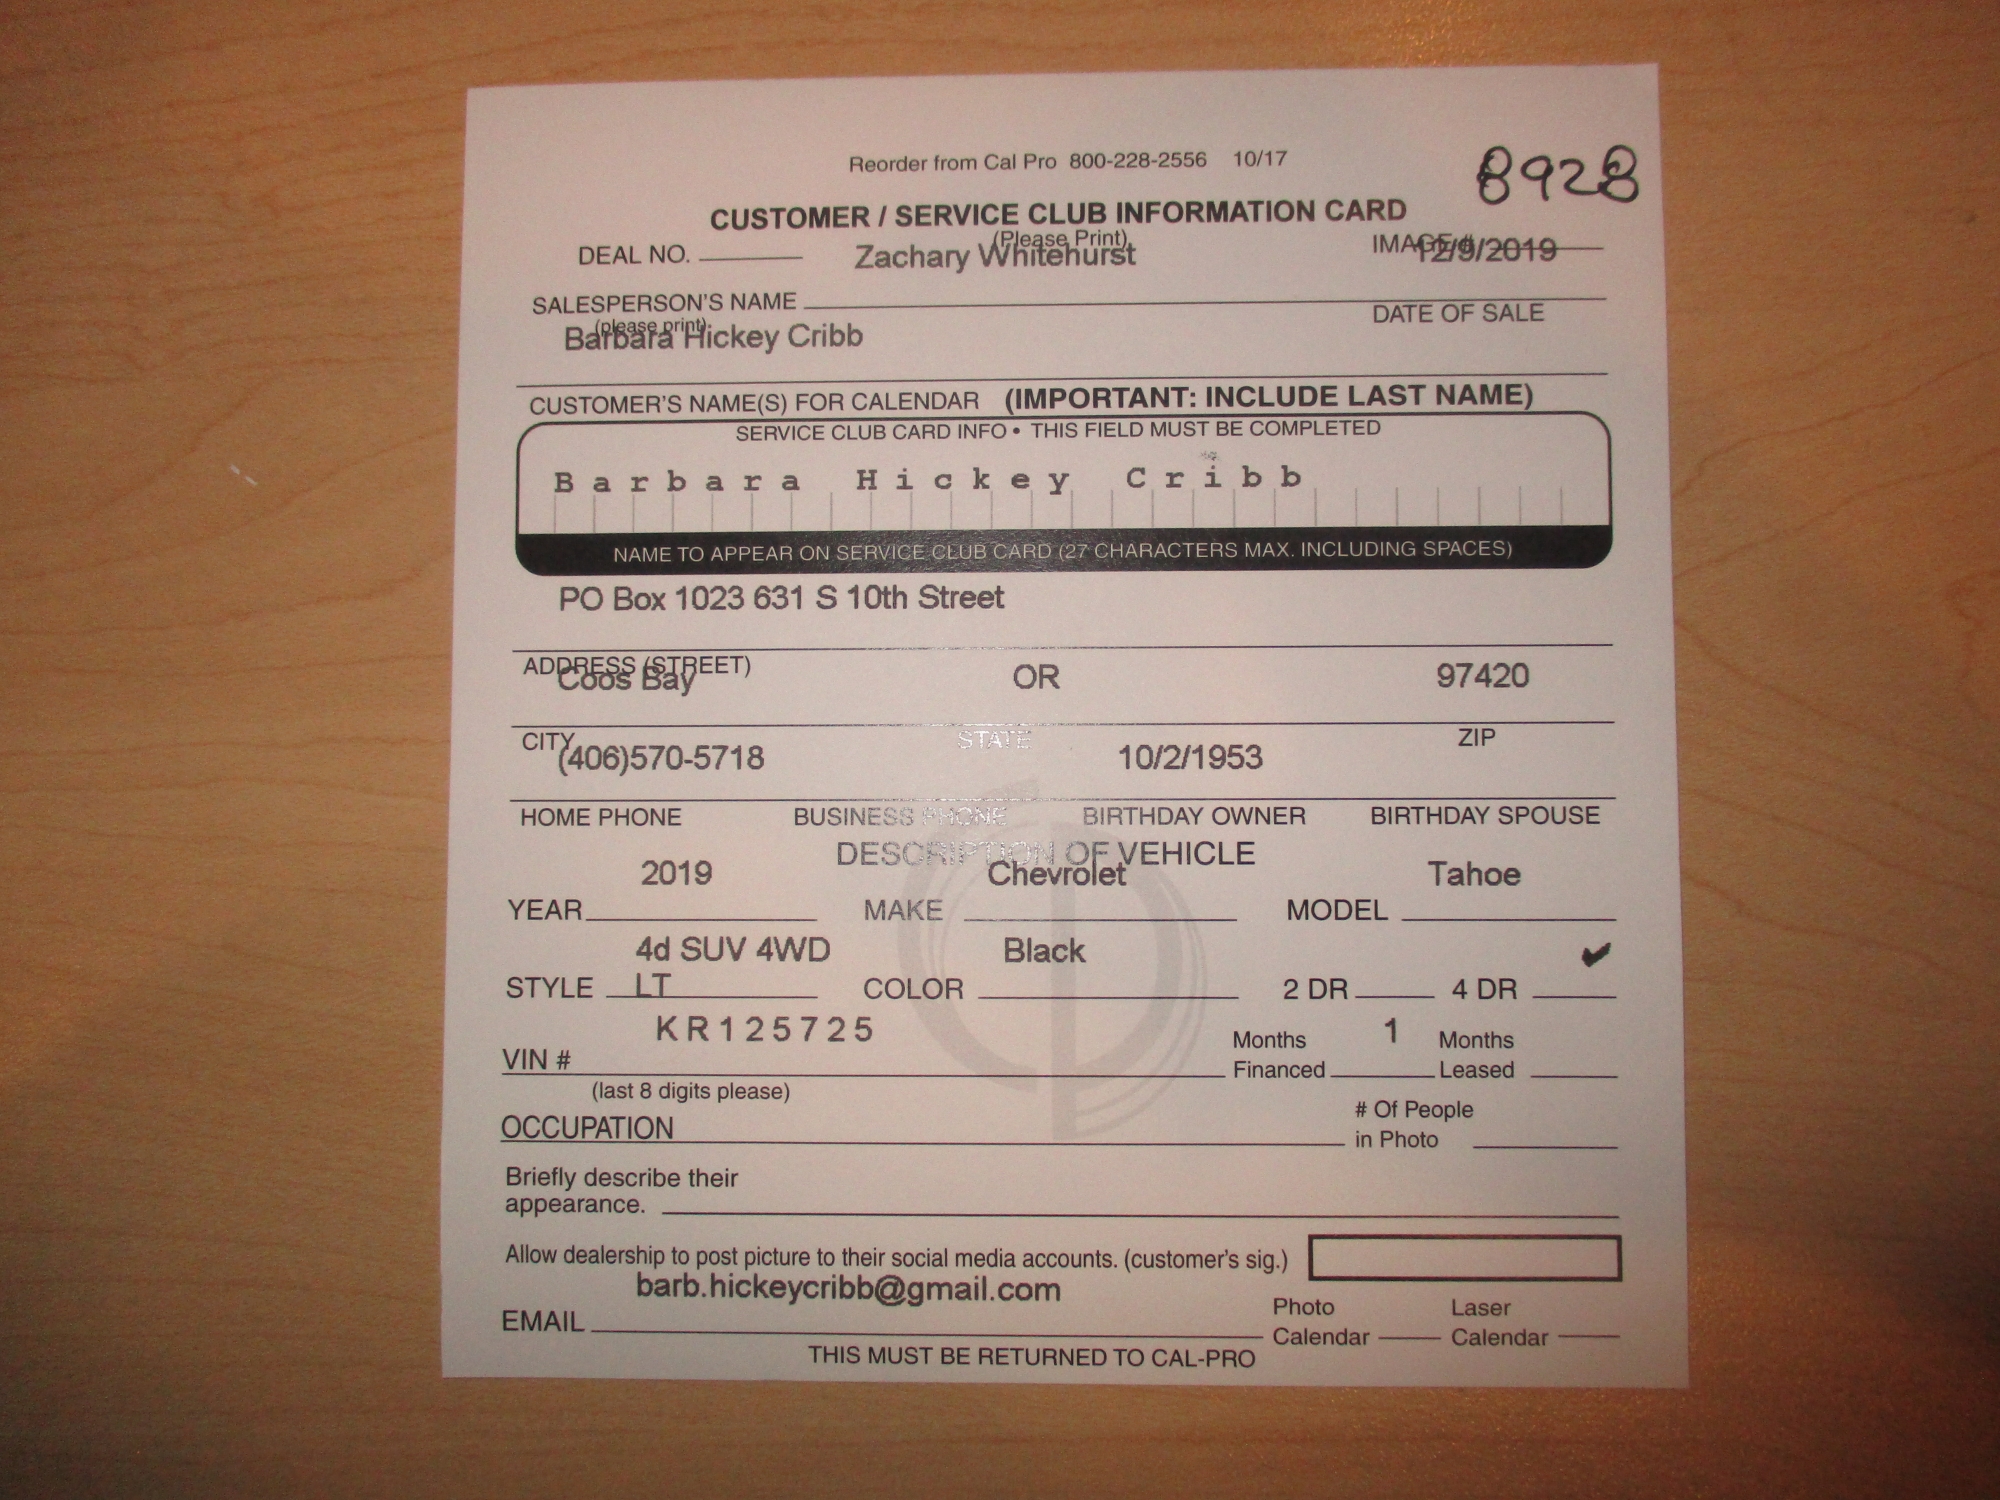 Reorder from Cal Pro 800-228-2556 10/17
8928
CUSTOMER / SERVICE CLUB INFORMATION CARD
(Please Print)
DEAL NO. Zachary Whitehurst IMAGE # 12/9/2019
SALESPERSON'S NAME DATE OF SALE
(please print)
Barbara Hickey Cribb
CUSTOMER'S NAME(S) FOR CALENDAR (IMPORTANT: INCLUDE LAST NAME)
SERVICE CLUB CARD INFO • THIS FIELD MUST BE COMPLETED
Barbara Hickey Cribb
NAME TO APPEAR ON SERVICE CLUB CARD (27 CHARACTERS MAX. INCLUDING SPACES)
PO Box 1023 631 S 10th Street
ADDRESS (STREET)
Coos Bay OR 97420
CITY STATE ZIP
(406)570-5718 10/2/1953
HOME PHONE BUSINESS PHONE BIRTHDAY OWNER BIRTHDAY SPOUSE
DESCRIPTION OF VEHICLE
2019 Chevrolet Tahoe
YEAR MAKE MODEL
4d SUV 4WD Black ✔
STYLE LT COLOR 2 DR 4 DR
KR125725 Months 1 Months
VIN # Financed Leased
(last 8 digits please)
# Of People
OCCUPATION in Photo
Briefly describe their
appearance.
Allow dealership to post picture to their social media accounts. (customer's sig.)
barb.hickeycribb@gmail.com
Photo Laser
EMAIL Calendar Calendar
THIS MUST BE RETURNED TO CAL-PRO